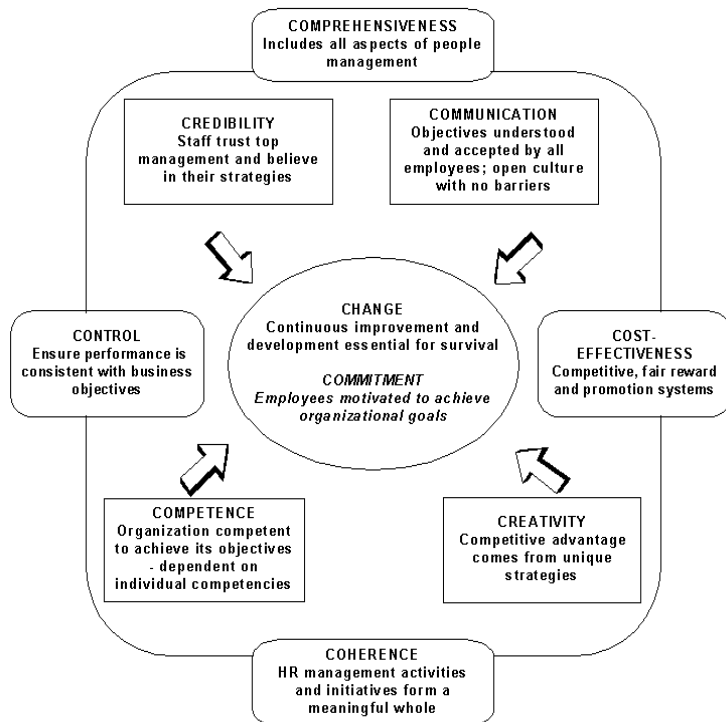 COMPREHENSIVENESS
Includes all aspects of people
management
CREDIBILITY
Staff trust top
management and believe
in their strategies
COMMUNICATION
Objectives understood
and accepted by all
employees; open culture
with no barriers
CHANGE
Continuous improvement and
development essential for survival
COMMITMENT
Employees motivated to achieve
organizational goals
CONTROL
Ensure performance is
consistent with business
objectives
COST-
EFFECTIVENESS
Competitive, fair reward
and promotion systems
COMPETENCE
Organization competent
to achieve its objectives
- dependent on
individual competencies
CREATIVITY
Competitive advantage
comes from unique
strategies
COHERENCE
HR management activities
and initiatives form a
meaningful whole